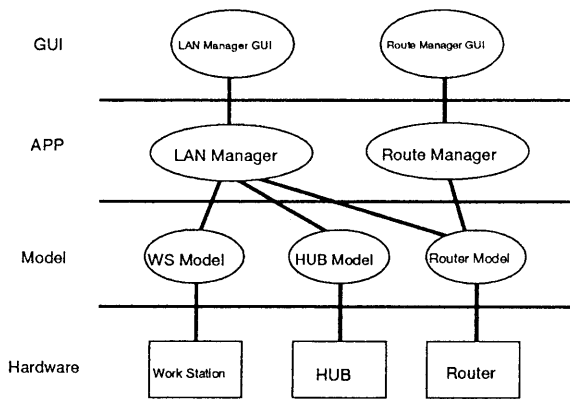 GUI
LAN Manager GUI
Route Manager GUI
APP
LAN Manager
Route Manager
Model
WS Model
HUB Model
Router Model
Hardware
Work Station
HUB
Router